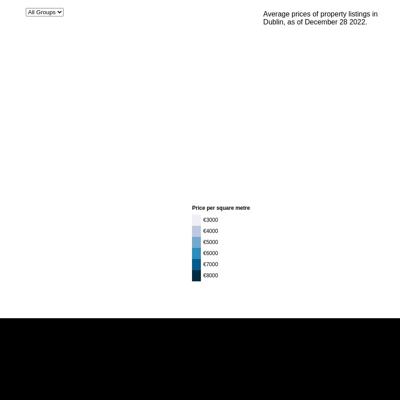 All Groups
Average prices of property listings in
Dublin, as of December 28 2022.
Price per square metre
€3000
€4000
€5000
€6000
€7000
€8000